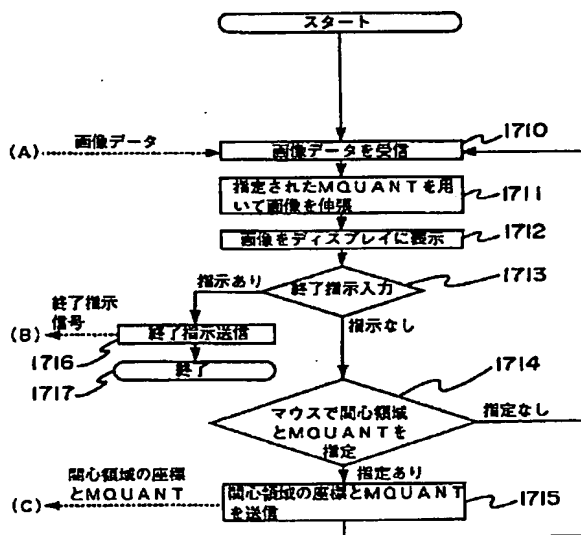 スタート
画像データ
(A)
画像データを受信
1710
指定されたMQUANTを用
いて画像を伸張
1711
画像をディスプレイに表示
1712
終了指示入力
1713
指示あり
指示なし
終了指示
信号
(B)
終了指示送信
1716
終了
1717
マウスで関心領域
とMQUANTを
指定
1714
指定なし
指定あり
関心領域の座標
とMQUANT
(C)
関心領域の座標とMQUANT
を送信
1715